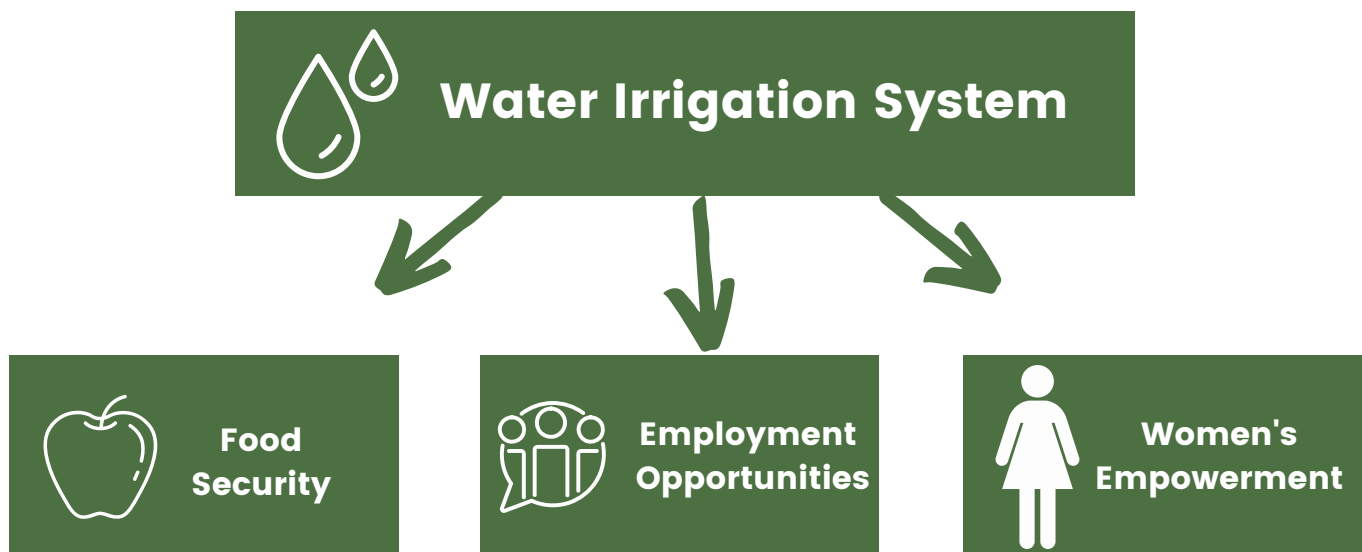 Water Irrigation System
Food
Security
Employment
Opportunities
Women's
Empowerment